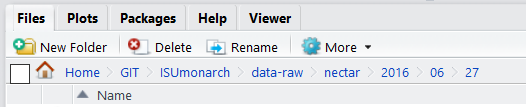 Files Plots Packages Help Viewer
New Folder Delete Rename More
Home GIT ISUmonarch data-raw nectar 2016 06 27
Name